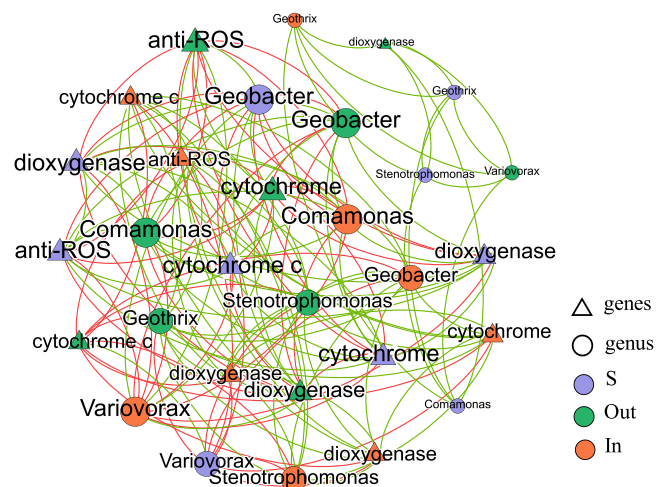 Geothrix
anti-ROS
dioxygenase
cytochrome c
Geobacter
Geothrix
Geobacter
dioxygenase
anti-ROS
Stenotrophomonas
Variovorax
cytochrome
Comamonas
Comamonas
anti-ROS
dioxygenase
cytochrome c
Geobacter
Stenotrophomonas
genes
Geothrix
cytochrome
cytochrome c
genus
cytochrome
dioxygenase
S
dioxygenase
Variovorax
Comamonas
Out
In
dioxygenase
Variovorax
Stenotrophomonas